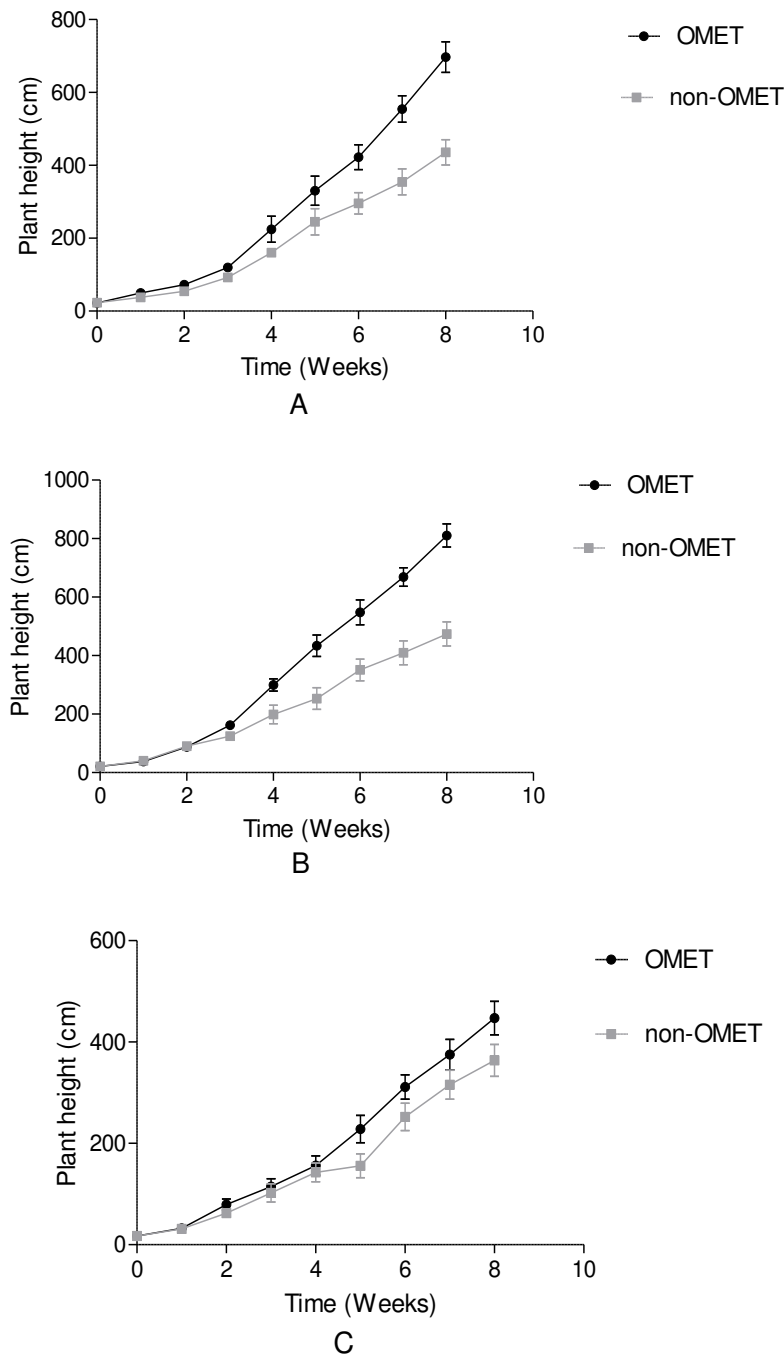 800
600
400
200
0
Plant height (cm)
0 2 4 6 8 10
Time (Weeks)
OMET
non-OMET
A
1000
800
600
400
200
0
Plant height (cm)
0 2 4 6 8 10
Time (Weeks)
OMET
non-OMET
B
600
400
200
0
Plant height (cm)
0 2 4 6 8 10
Time (Weeks)
OMET
non-OMET
C